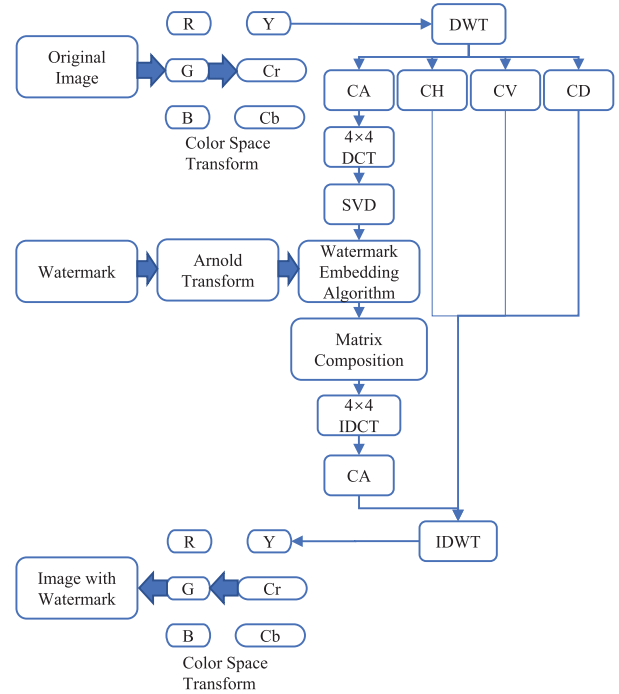 R
Y
DWT
Original
Image
G
Cr
CA
CH
CV
CD
B
Cb
Color Space
Transform
4×4
DCT
SVD
Watermark
Arnold
Transform
Watermark
Embedding
Algorithm
Matrix
Composition
4×4
IDCT
CA
R
Y
IDWT
Image with
Watermark
G
Cr
B
Cb
Color Space
Transform